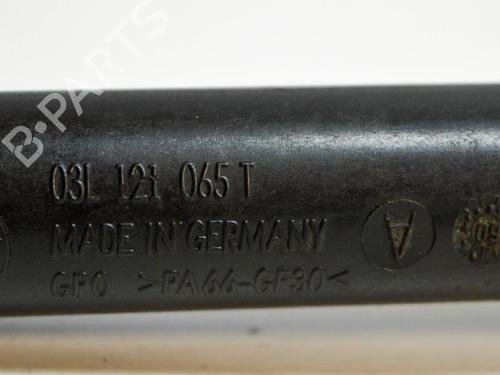 B-PARTS
03L 121 065 T
MADE IN GERMANY
GPO >PA66-GF30<
A